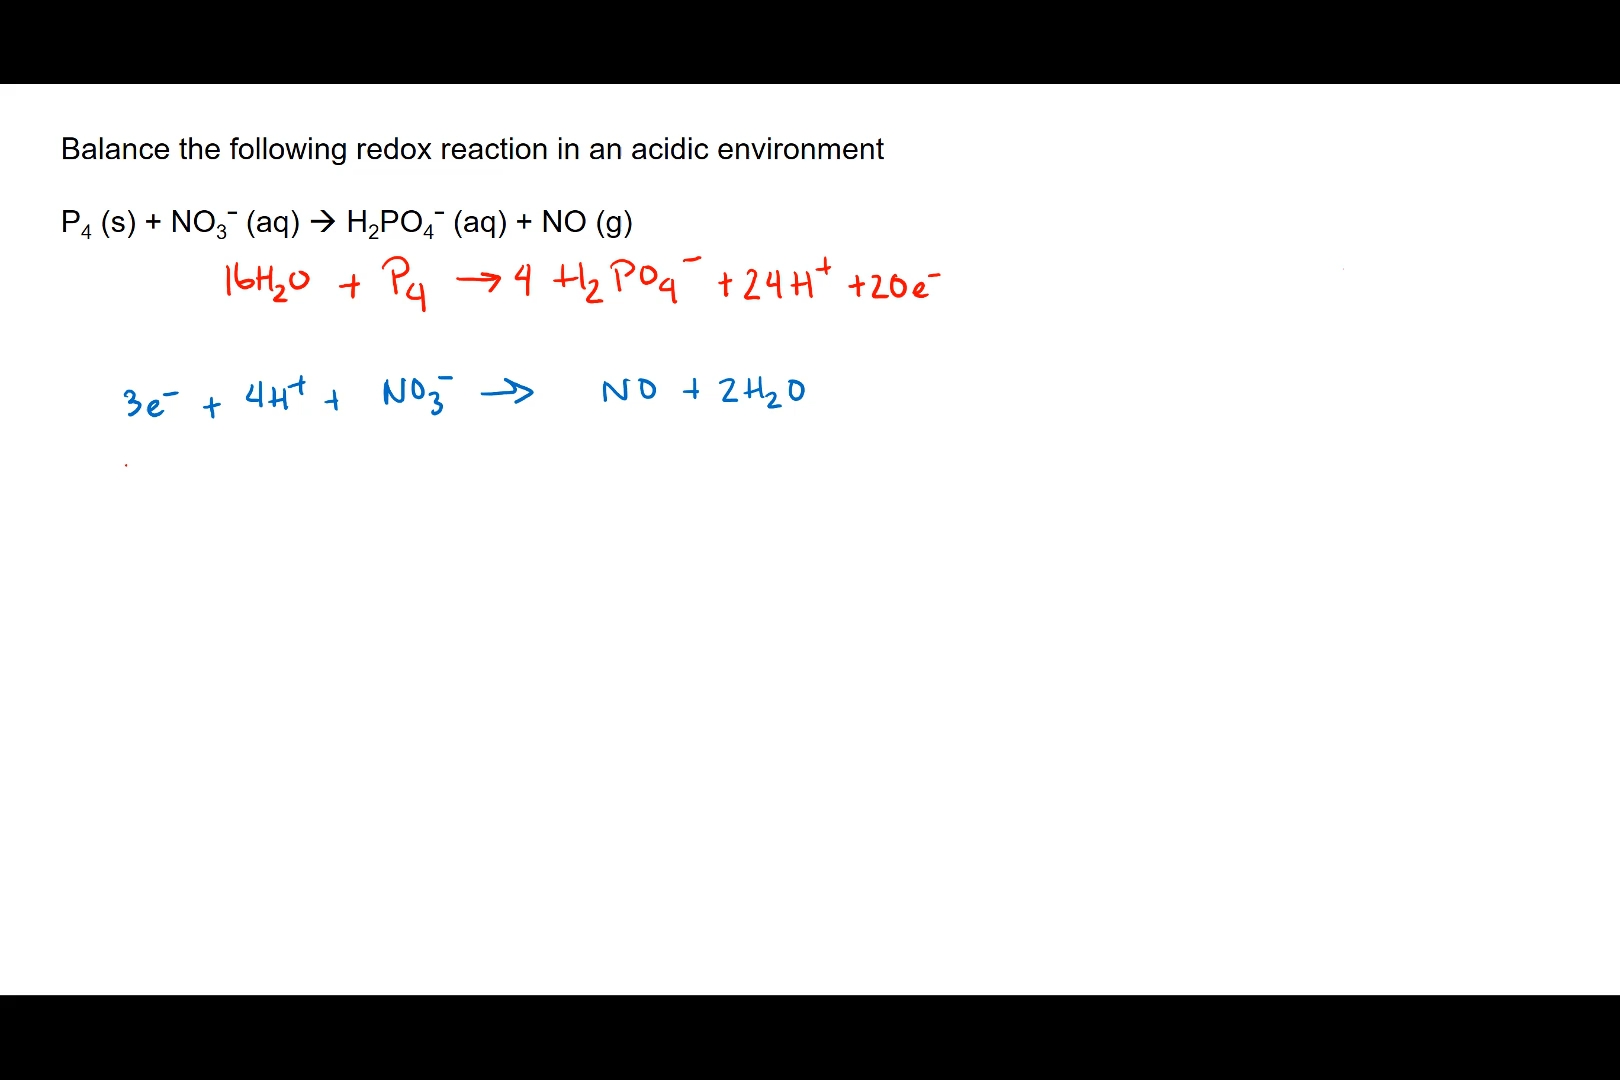 Balance the following redox reaction in an acidic environment
P₄ (s) + NO₃⁻ (aq) → H₂PO₄⁻ (aq) + NO (g)
16H₂O + P₄ → 4 H₂PO₄⁻ + 24H⁺ + 20e⁻
3e⁻ + 4H⁺ + NO₃⁻ → NO + 2H₂O